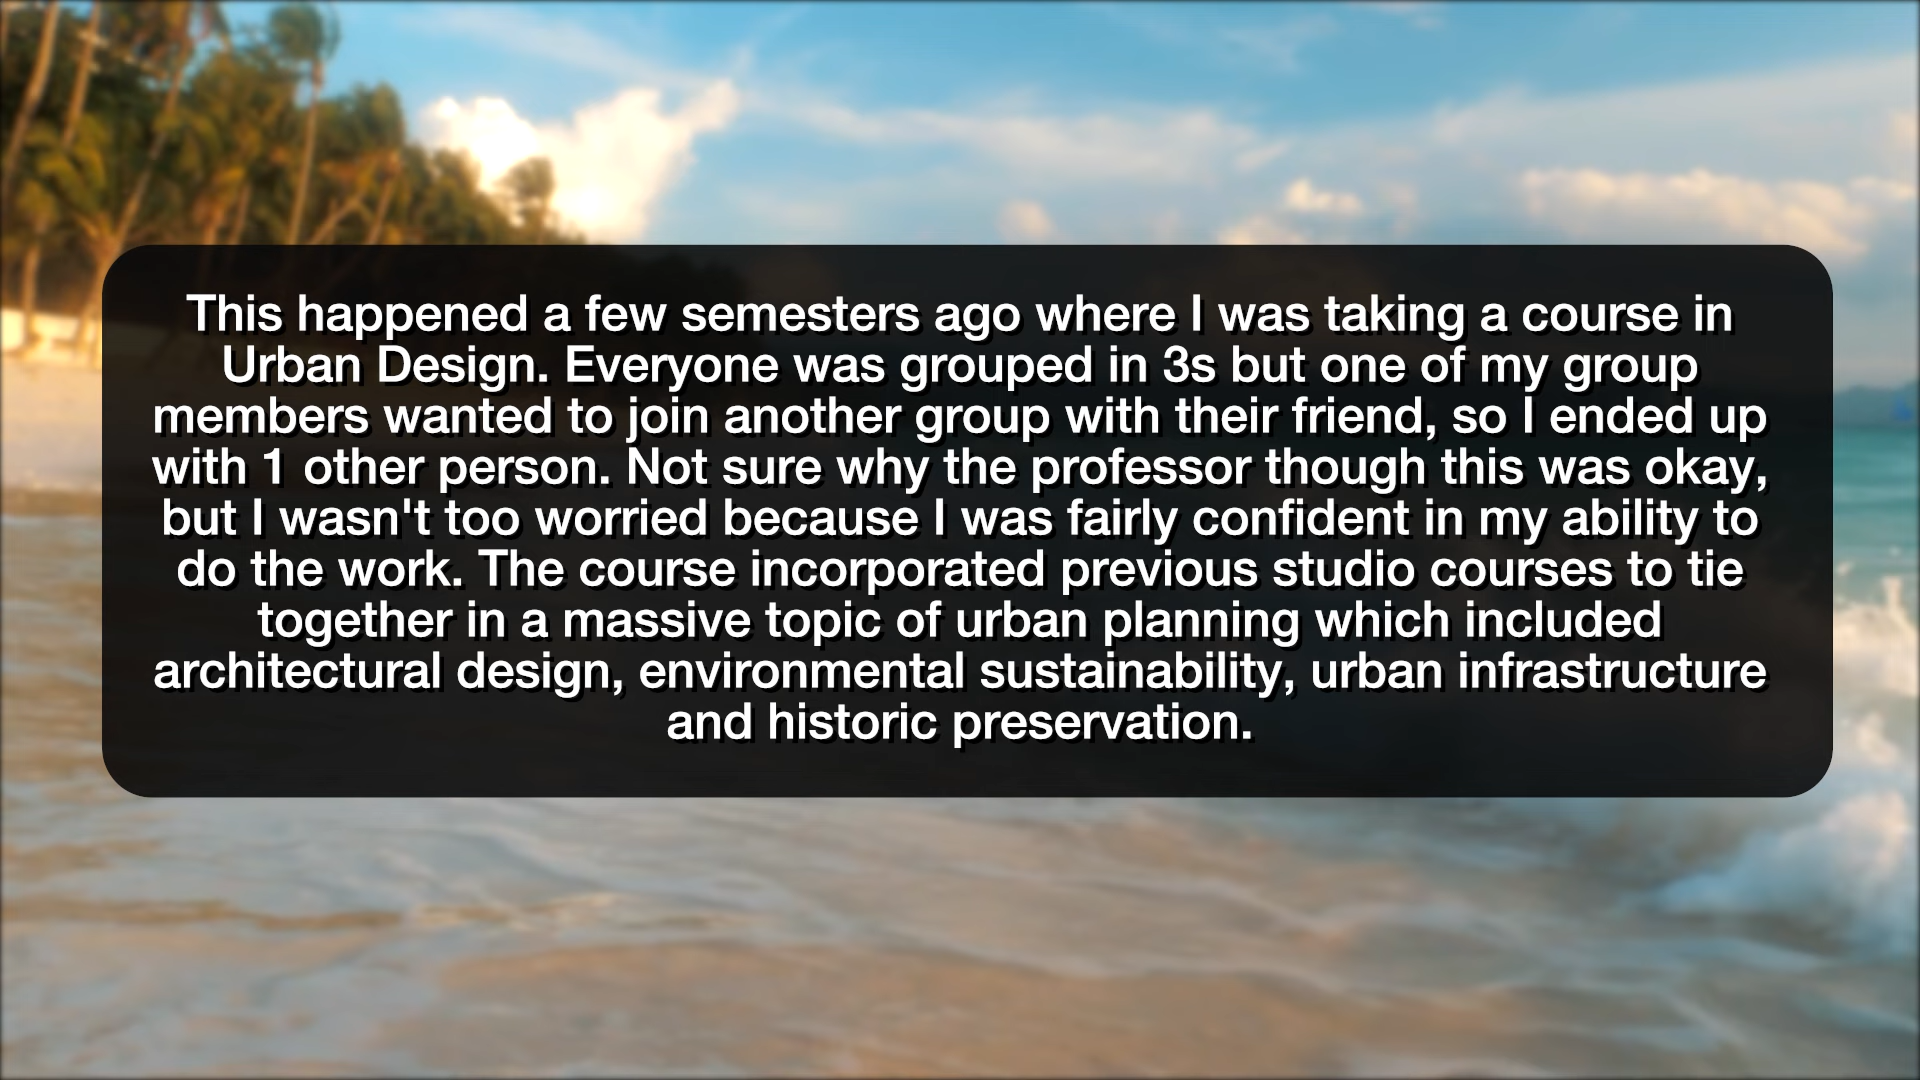 This happened a few semesters ago where I was taking a course in
Urban Design. Everyone was grouped in 3s but one of my group
members wanted to join another group with their friend, so I ended up
with 1 other person. Not sure why the professor though this was okay,
but I wasn't too worried because I was fairly confident in my ability to
do the work. The course incorporated previous studio courses to tie
together in a massive topic of urban planning which included
architectural design, environmental sustainability, urban infrastructure
and historic preservation.